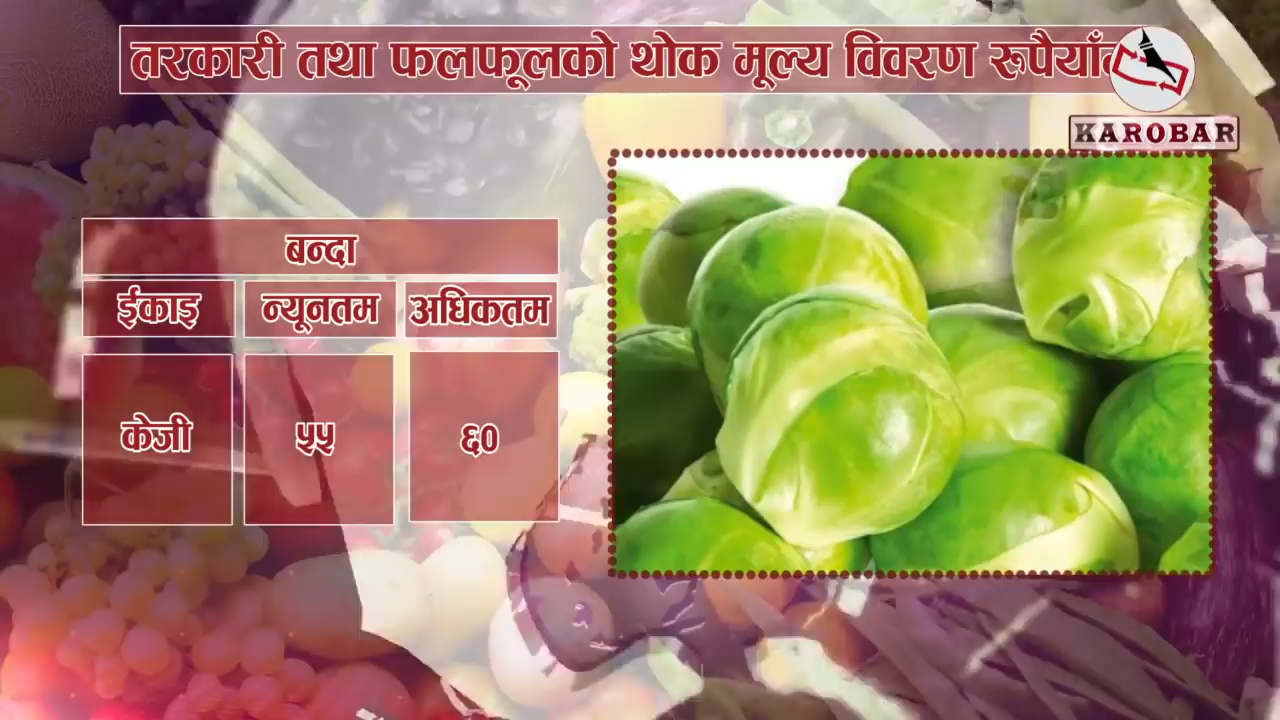 तरकारी तथा फलफूलको थोक मूल्य विवरण
KAROBAR
बन्दा
ईकाइ न्यूनतम अधिकतम
केजी ५५ ६०